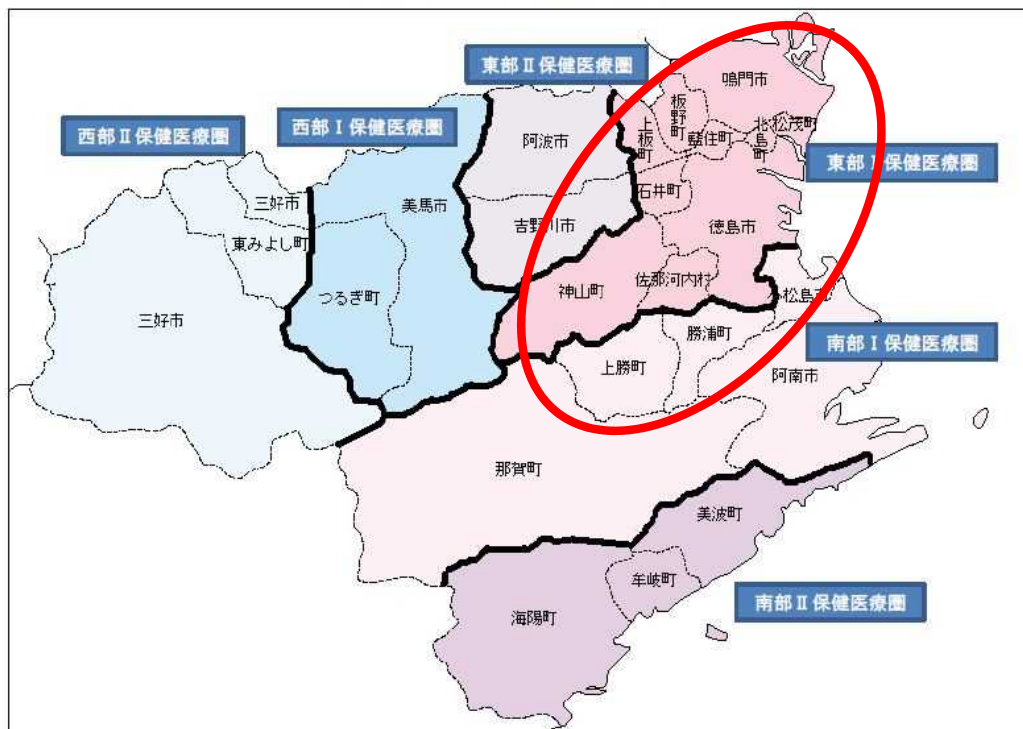 東部Ⅱ保健医療圏
鳴門市
板野町
西部Ⅱ保健医療圏
西部Ⅰ保健医療圏
阿波市
上板町
藍住町
北島町
松茂町
東部Ⅰ保健医療圏
三好市
美馬市
石井町
吉野川市
徳島市
東みよし町
佐那河内村
神山町
つるぎ町
小松島市
三好市
勝浦町
南部Ⅰ保健医療圏
上勝町
阿南市
那賀町
美波町
牟岐町
南部Ⅱ保健医療圏
海陽町